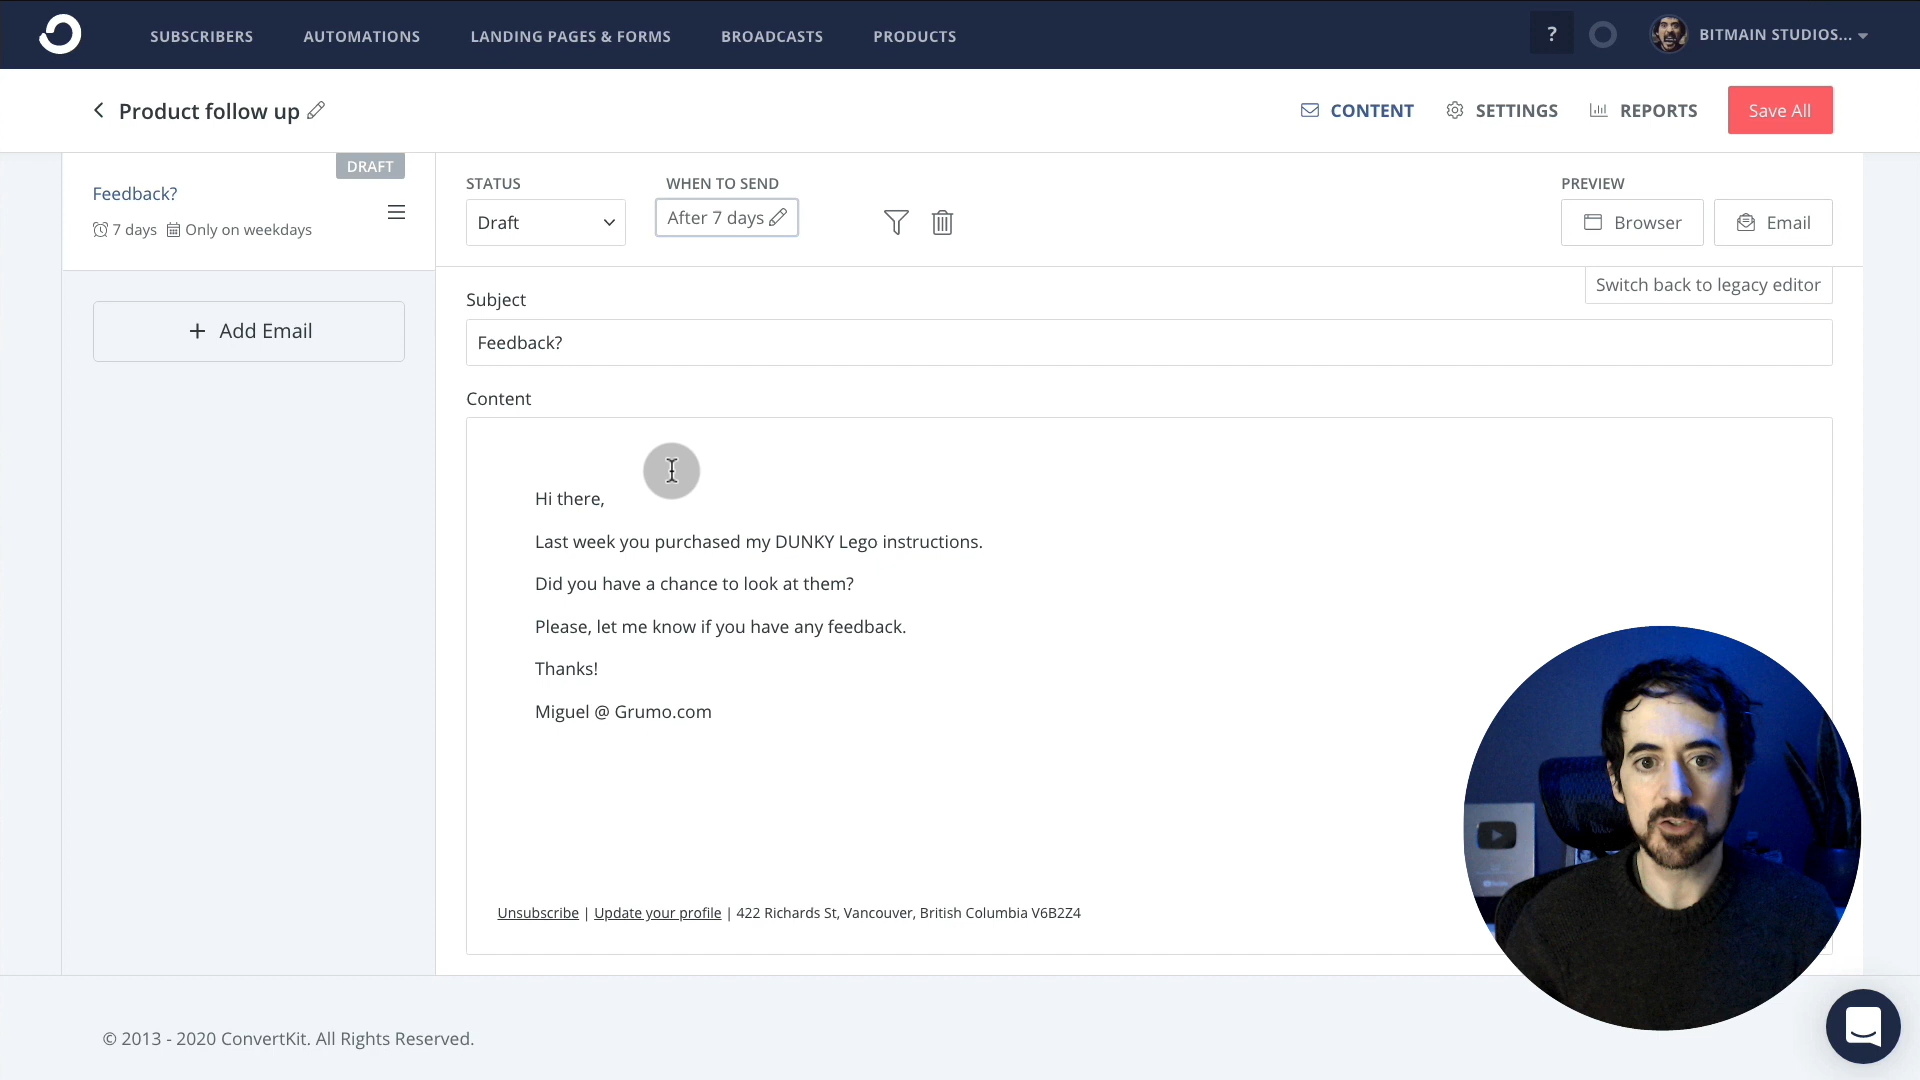 SUBSCRIBERS AUTOMATIONS LANDING PAGES & FORMS BROADCASTS PRODUCTS ? BITMAIN STUDIOS...
Product follow up CONTENT SETTINGS REPORTS Save All
DRAFT
Feedback?
7 days Only on weekdays
+ Add Email
STATUS WHEN TO SEND PREVIEW
Draft After 7 days Browser Email
Switch back to legacy editor
Subject
Feedback?
Content
Hi there,
Last week you purchased my DUNKY Lego instructions.
Did you have a chance to look at them?
Please, let me know if you have any feedback.
Thanks!
Miguel @ Grumo.com
Unsubscribe | Update your profile | 422 Richards St, Vancouver, British Columbia V6B2Z4
© 2013 - 2020 ConvertKit. All Rights Reserved.